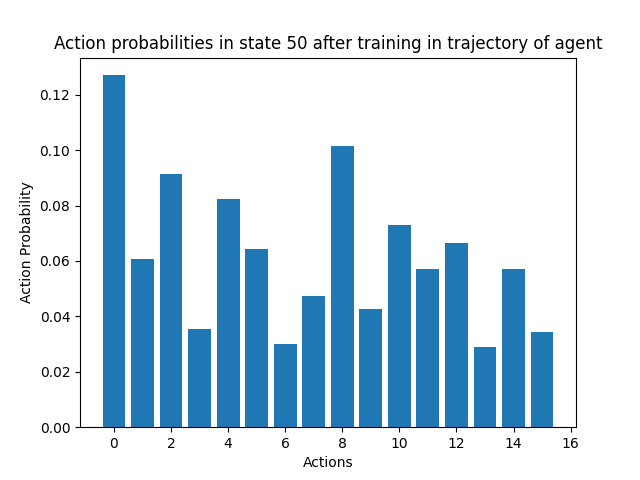 Action probabilities in state 50 after training in trajectory of agent
0.12
0.10
0.08
0.06
0.04
0.02
0.00
Action Probability
0 2 4 6 8 10 12 14 16
Actions